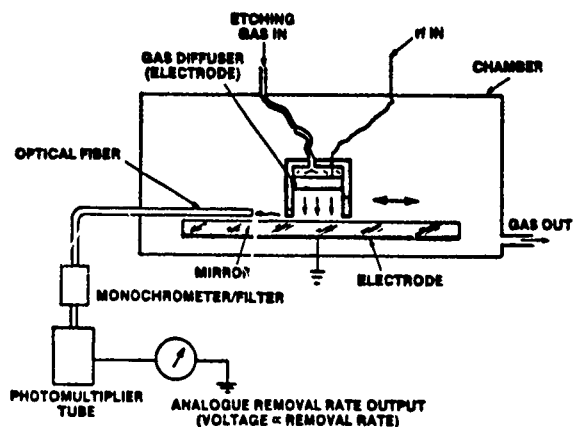 ETCHING
GAS IN
rf IN
GAS DIFFUSER
(ELECTRODE)
CHAMBER
OPTICAL FIBER
GAS OUT
MIRROR
ELECTRODE
MONOCHROMETER/FILTER
PHOTOMULTIPLIER
TUBE
ANALOGUE REMOVAL RATE OUTPUT
(VOLTAGE ∝ REMOVAL RATE)